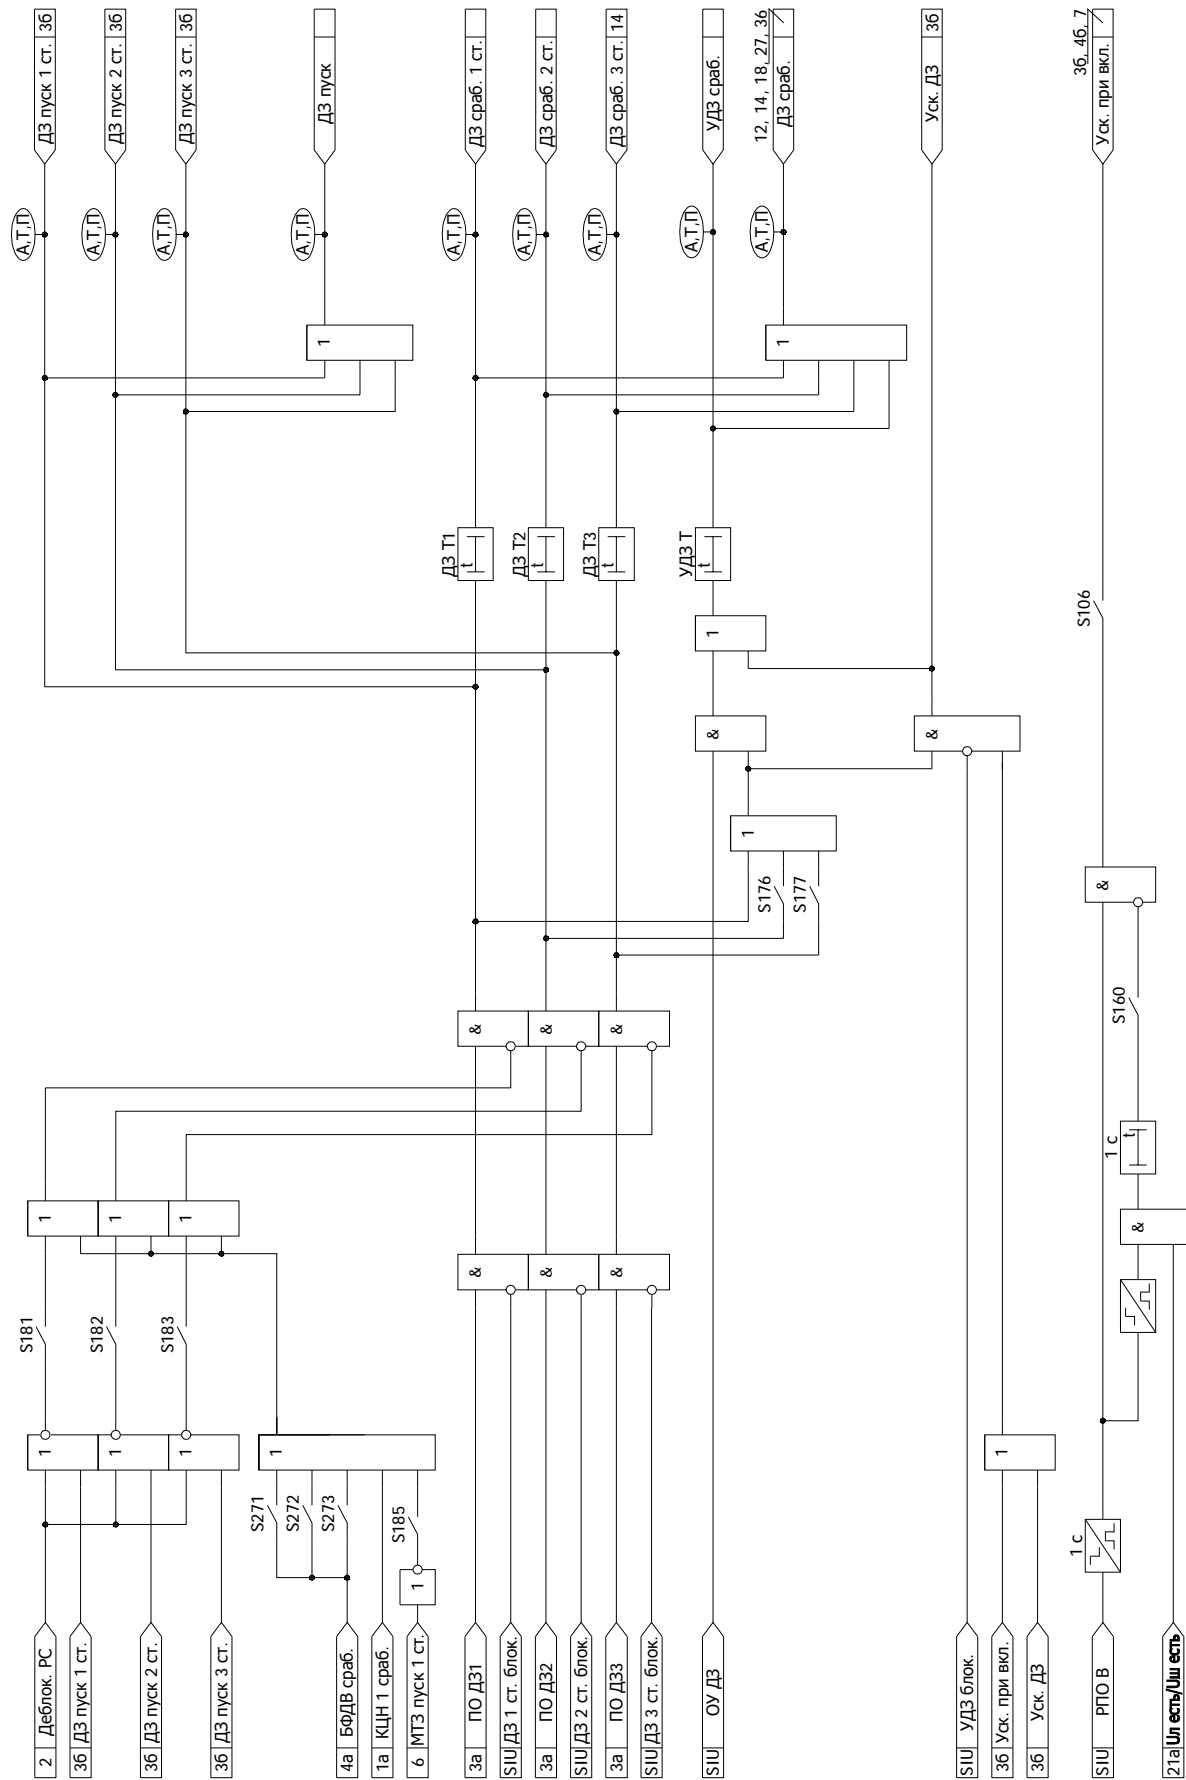 2 Деблок. РС
3б ДЗ пуск 1 ст.
3б ДЗ пуск 2 ст.
3б ДЗ пуск 3 ст.
4а БФДВ сраб.
1а КЦН 1 сраб.
6 МТЗ пуск 1 ст.
3а ПО ДЗ1
SIU ДЗ 1 ст. блок.
3а ПО ДЗ2
SIU ДЗ 2 ст. блок.
3а ПО ДЗ3
SIU ДЗ 3 ст. блок.
SIU ОУ ДЗ
SIU УДЗ блок.
3б Уск. при вкл.
3б Уск. ДЗ
SIU РПО В
21а Uл есть/Uш есть
1
1
1
1
1
1
S271
S272
S273
S185
1 с
S181
S182
S183
1
1
1
&
&
&
&
1 с
t
S160
&
&
&
&
S176
S177
1
&
&
1
S106
ДЗ Т1
t
ДЗ Т2
t
ДЗ Т3
t
УДЗ Т
t
1
1
А,Т,П
А,Т,П
А,Т,П
А,Т,П
А,Т,П
А,Т,П
А,Т,П
А,Т,П
А,Т,П
ДЗ пуск 1 ст. 3б
ДЗ пуск 2 ст. 3б
ДЗ пуск 3 ст. 3б
ДЗ пуск
ДЗ сраб. 1 ст.
ДЗ сраб. 2 ст.
ДЗ сраб. 3 ст. 14
УДЗ сраб.
12, 14, 18, 27, 36
ДЗ сраб.
Уск. ДЗ 3б
3б, 4б, 7
Уск. при вкл.